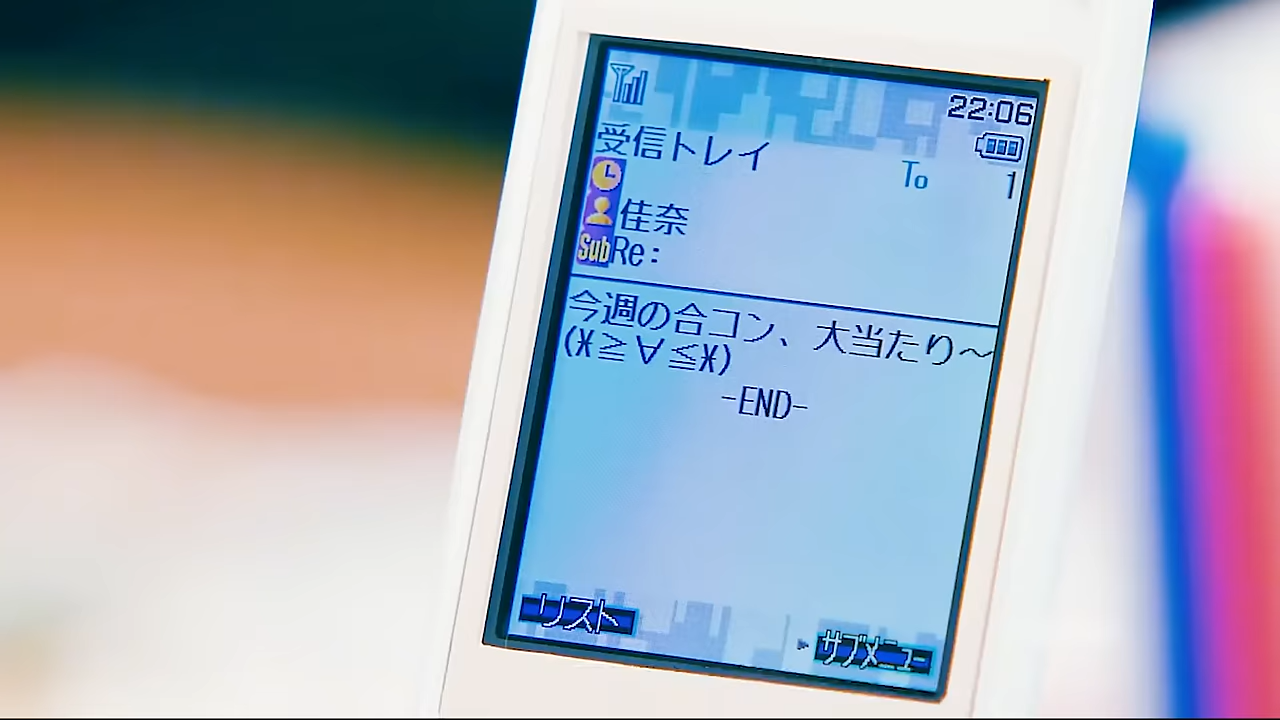 22:06
受信トレイ To 1
佳奈
Sub Re:
今週の合コン、大当たり～
(X≧∀≦X)
-END-
リスト サブメニュー